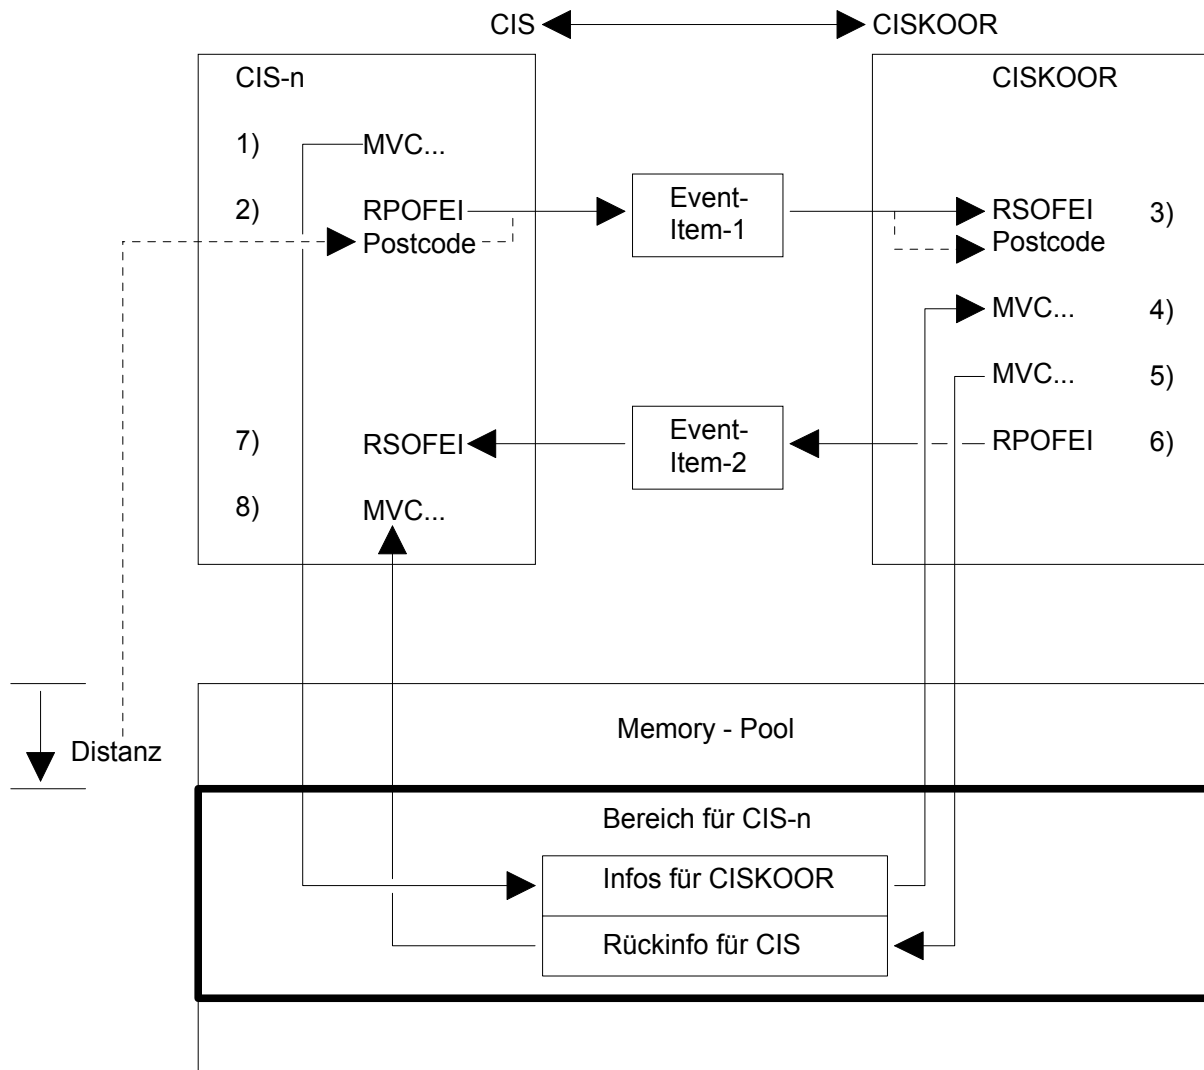 CIS CISKOOR
CIS-n CISKOOR
1) MVC...
2) RPOFEI Event- RSOFEI 3)
Postcode Item-1 Postcode
MVC... 4)
MVC... 5)
7) RSOFEI Event- RPOFEI 6)
Item-2
8) MVC...
Memory - Pool
Distanz
Bereich für CIS-n
Infos für CISKOOR
Rückinfo für CIS